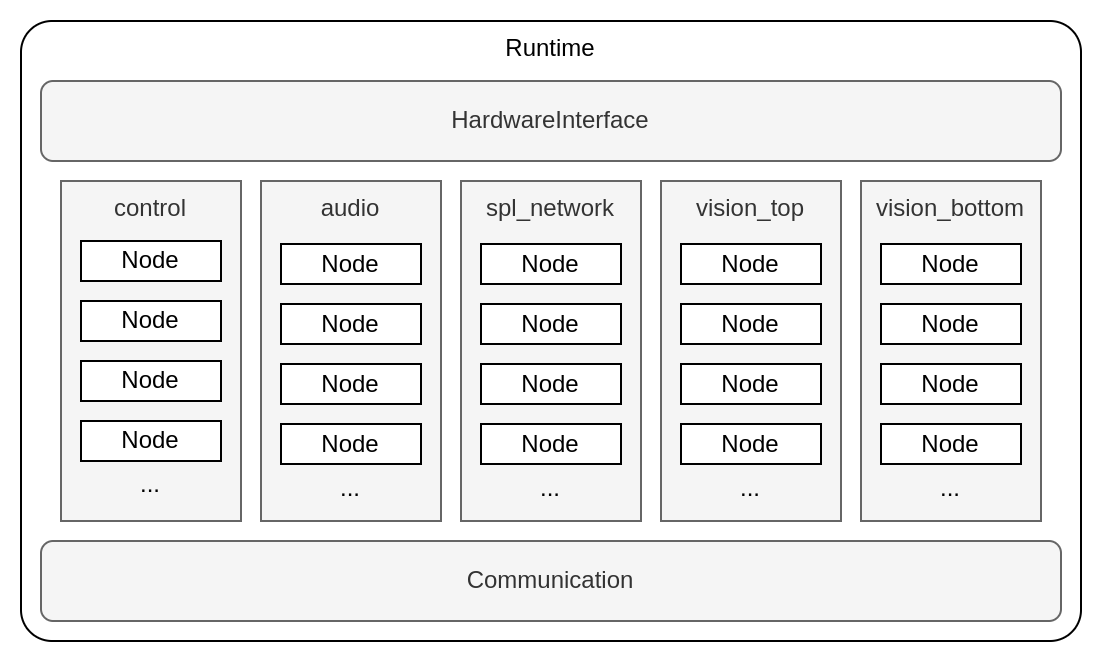 Runtime
HardwareInterface
control
Node
Node
Node
Node
...
audio
Node
Node
Node
Node
...
spl_network
Node
Node
Node
Node
...
vision_top
Node
Node
Node
Node
...
vision_bottom
Node
Node
Node
Node
...
Communication